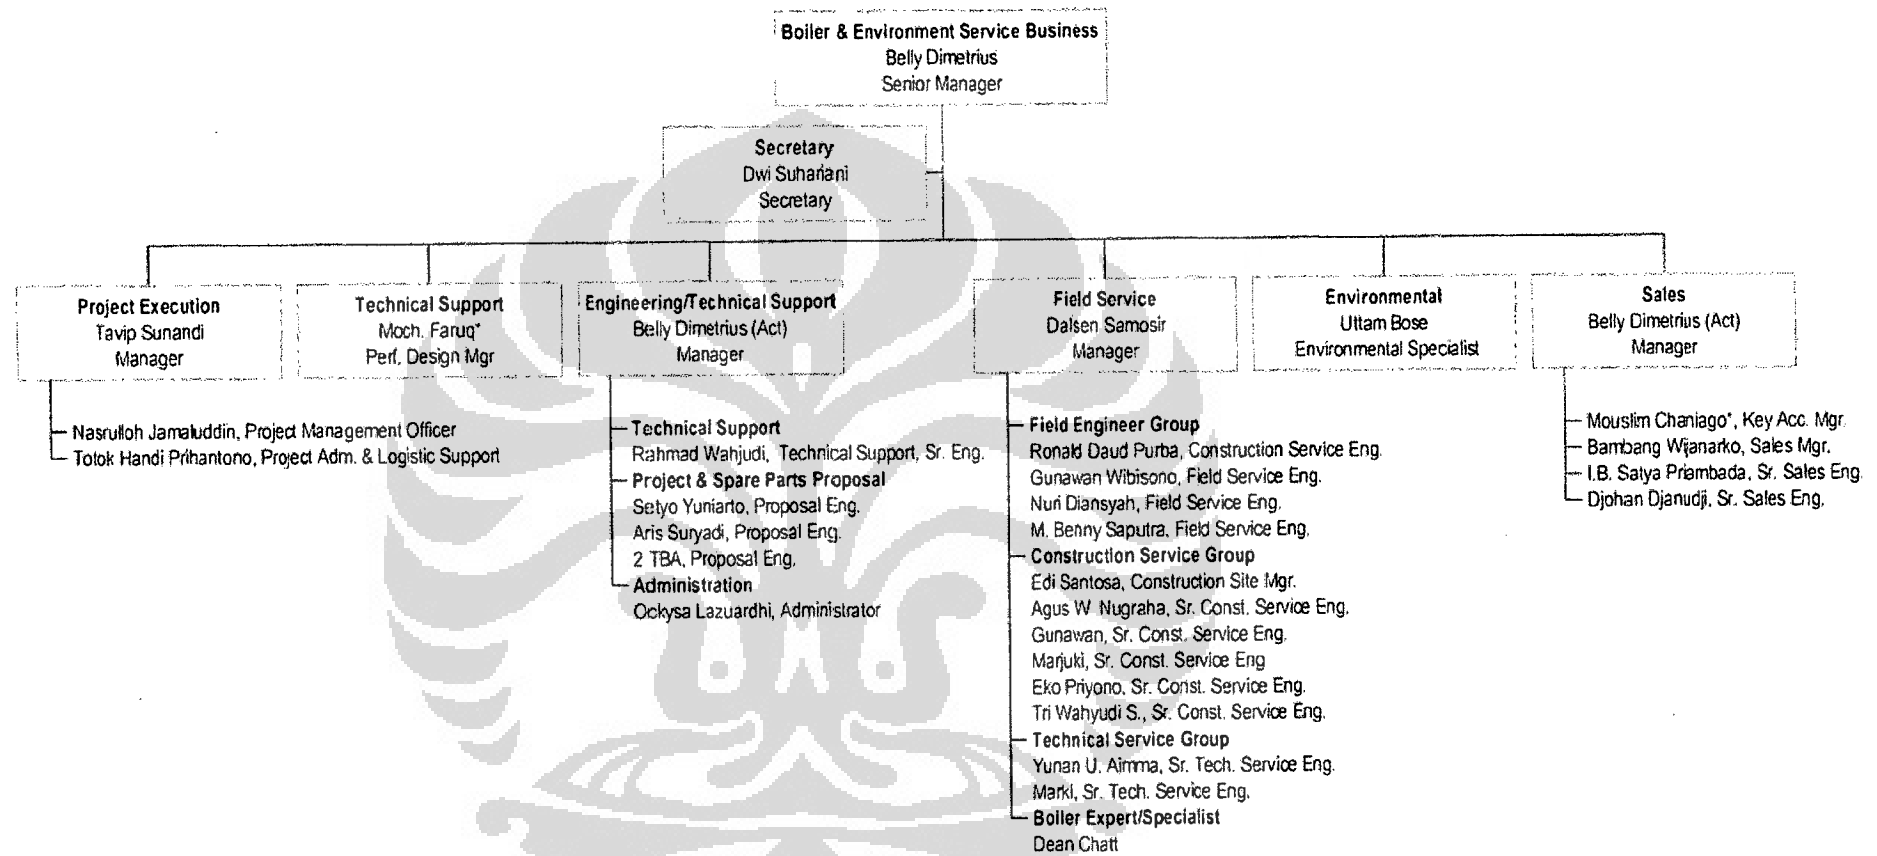 Boiler & Environment Service Business
Belly Dimetrius
Senior Manager
Secretary
Dwi Suhariani
Secretary
Project Execution
Tavip Sunandi
Manager
Technical Support
Moch. Faruq*
Perf. Design Mgr
Engineering/Technical Support
Belly Dimetrius (Act)
Manager
Field Service
Dalsen Samosir
Manager
Environmental
Uttam Bose
Environmental Specialist
Sales
Belly Dimetrius (Act)
Manager
Nasrulloh Jamaluddin, Project Management Officer
Totok Handi Prihantono, Project Adm. & Logistic Support
Technical Support
Rahmad Wahjudi, Technical Support, Sr. Eng.
Project & Spare Parts Proposal
Setyo Yuniarto, Proposal Eng.
Aris Suryadi, Proposal Eng.
2 TBA, Proposal Eng.
Administration
Ockysa Lazuardhi, Administrator
Field Engineer Group
Ronald Daud Purba, Construction Service Eng.
Gunawan Wibisono, Field Service Eng.
Nuri Diansyah, Field Service Eng.
M. Benny Saputra, Field Service Eng.
Construction Service Group
Edi Santosa, Construction Site Mgr.
Agus W Nugraha, Sr. Const. Service Eng.
Gunawan, Sr. Const. Service Eng.
Marjuki, Sr. Const. Service Eng
Eko Priyono, Sr. Const. Service Eng.
Tri Wahyudi S., Sr. Const. Service Eng.
Technical Service Group
Yunan U. Aimma, Sr. Tech. Service Eng.
Marki, Sr. Tech. Service Eng.
Boiler Expert/Specialist
Dean Chatt
Mouslim Chaniago*, Key Acc. Mgr.
Bambang Wijanarko, Sales Mgr.
I.B. Satya Priambada, Sr. Sales Eng.
Djohan Djanudji, Sr. Sales Eng.